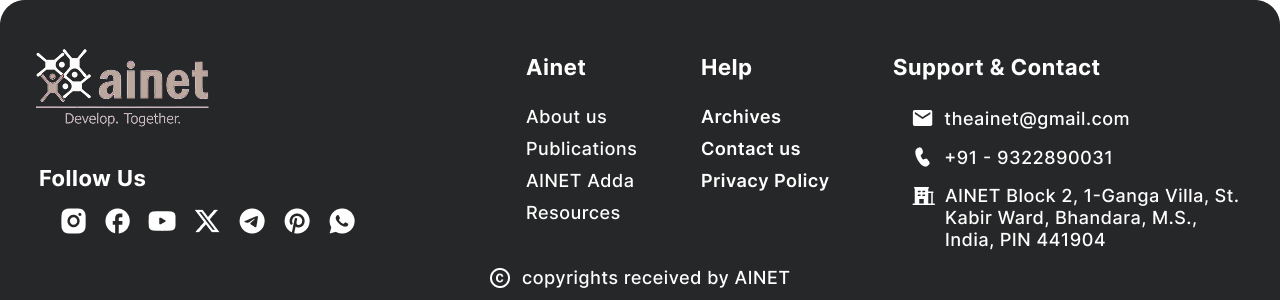 ainet
Develop. Together.
Follow Us
Ainet
About us
Publications
AINET Adda
Resources
Help
Archives
Contact us
Privacy Policy
Support & Contact
theainet@gmail.com
+91 - 9322890031
AINET Block 2, 1-Ganga Villa, St.
Kabir Ward, Bhandara, M.S.,
India, PIN 441904
© copyrights received by AINET